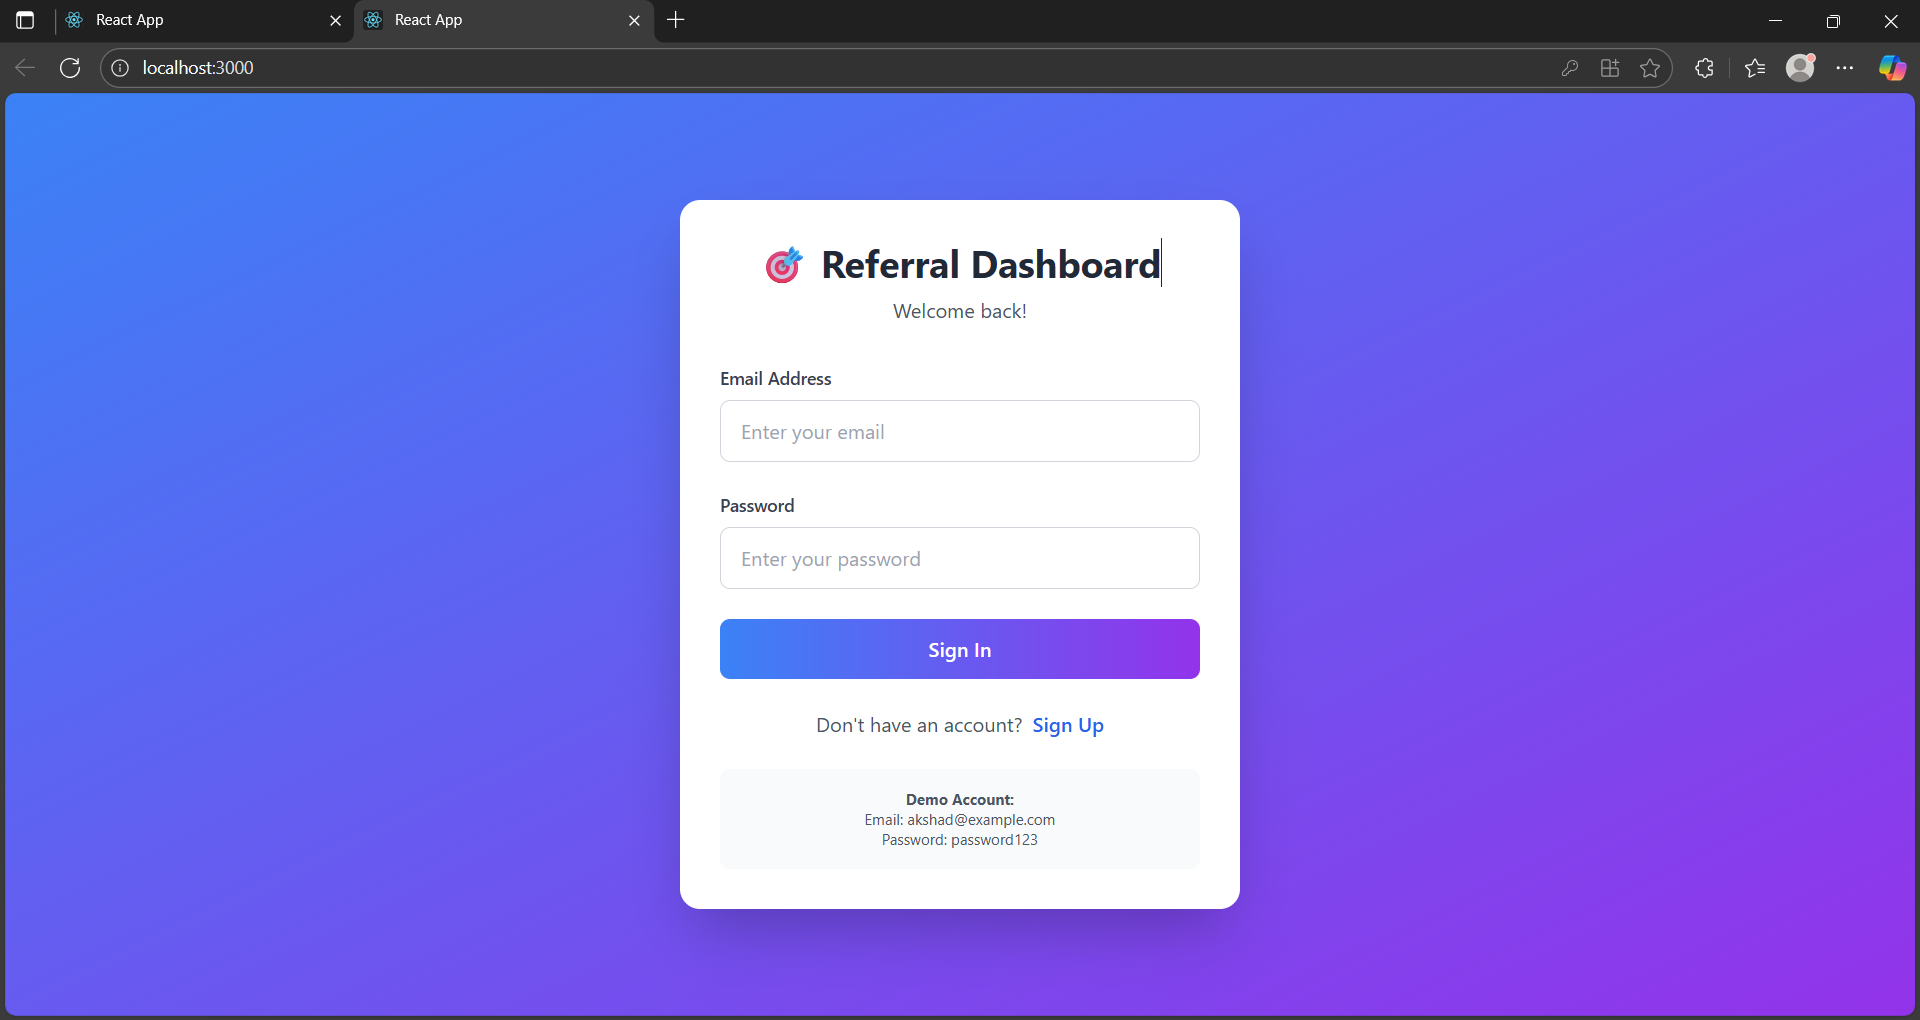 React App
React App
localhost:3000
Referral Dashboard
Welcome back!
Email Address
Enter your email
Password
Enter your password
Sign In
Don't have an account? Sign Up
Demo Account:
Email: akshad@example.com
Password: password123